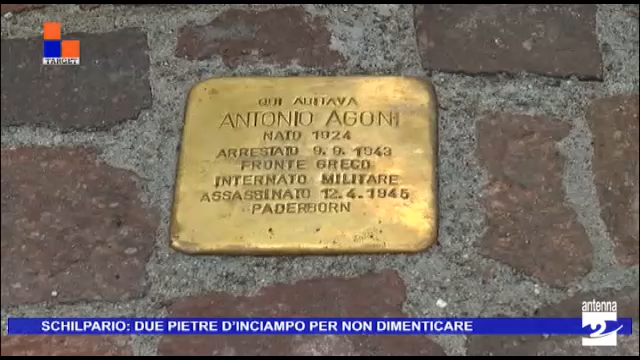 TARGET
QUI ABITAVA
ANTONIO AGONI
NATO 1924
ARRESTATO 9.9.1943
FRONTE GRECO
INTERNATO MILITARE
ASSASSINATO 12.4.1945
PADERBORN
antenna
2
SCHILPARIO: DUE PIETRE D'INCIAMPO PER NON DIMENTICARE